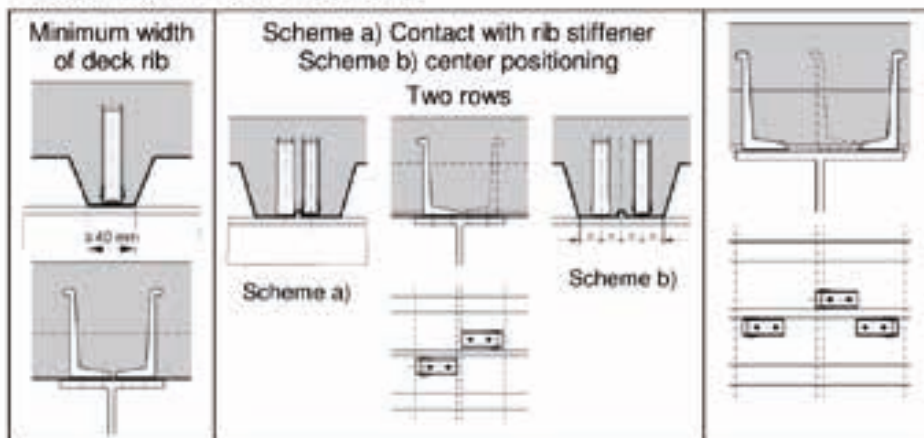 Minimum width
of deck rib
≥40 mm
Scheme a) Contact with rib stiffener
Scheme b) center positioning
Two rows
Scheme a)
Scheme b)